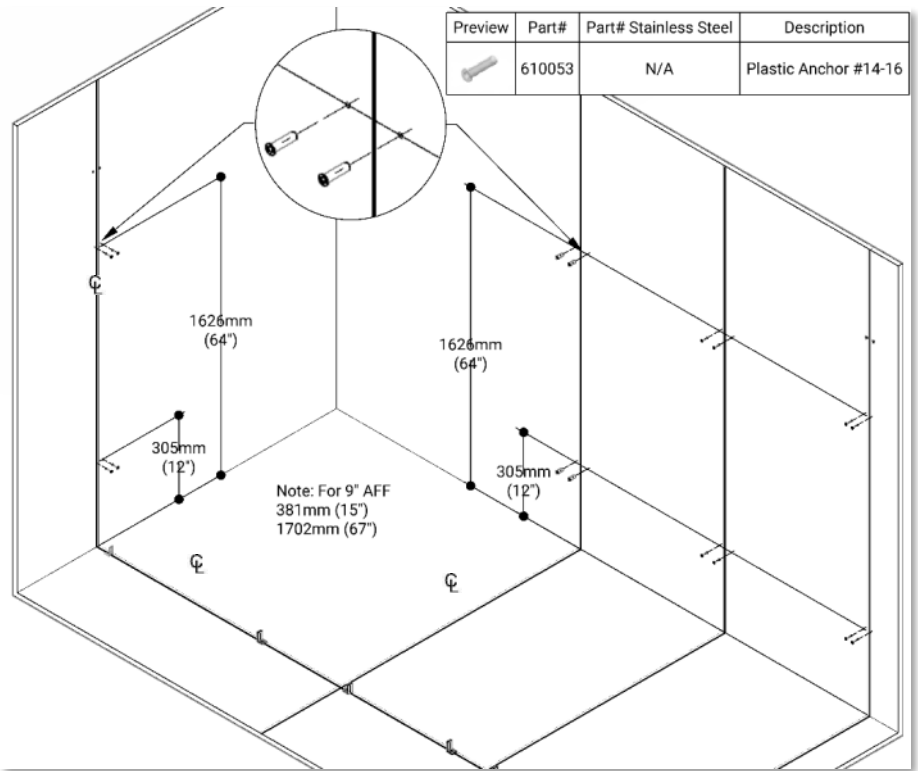 Preview Part# Part# Stainless Steel Description
610053 N/A Plastic Anchor #14-16
℄
1626mm
(64")
1626mm
(64")
305mm
(12")
305mm
(12")
Note: For 9" AFF
381mm (15")
1702mm (67")
℄
℄